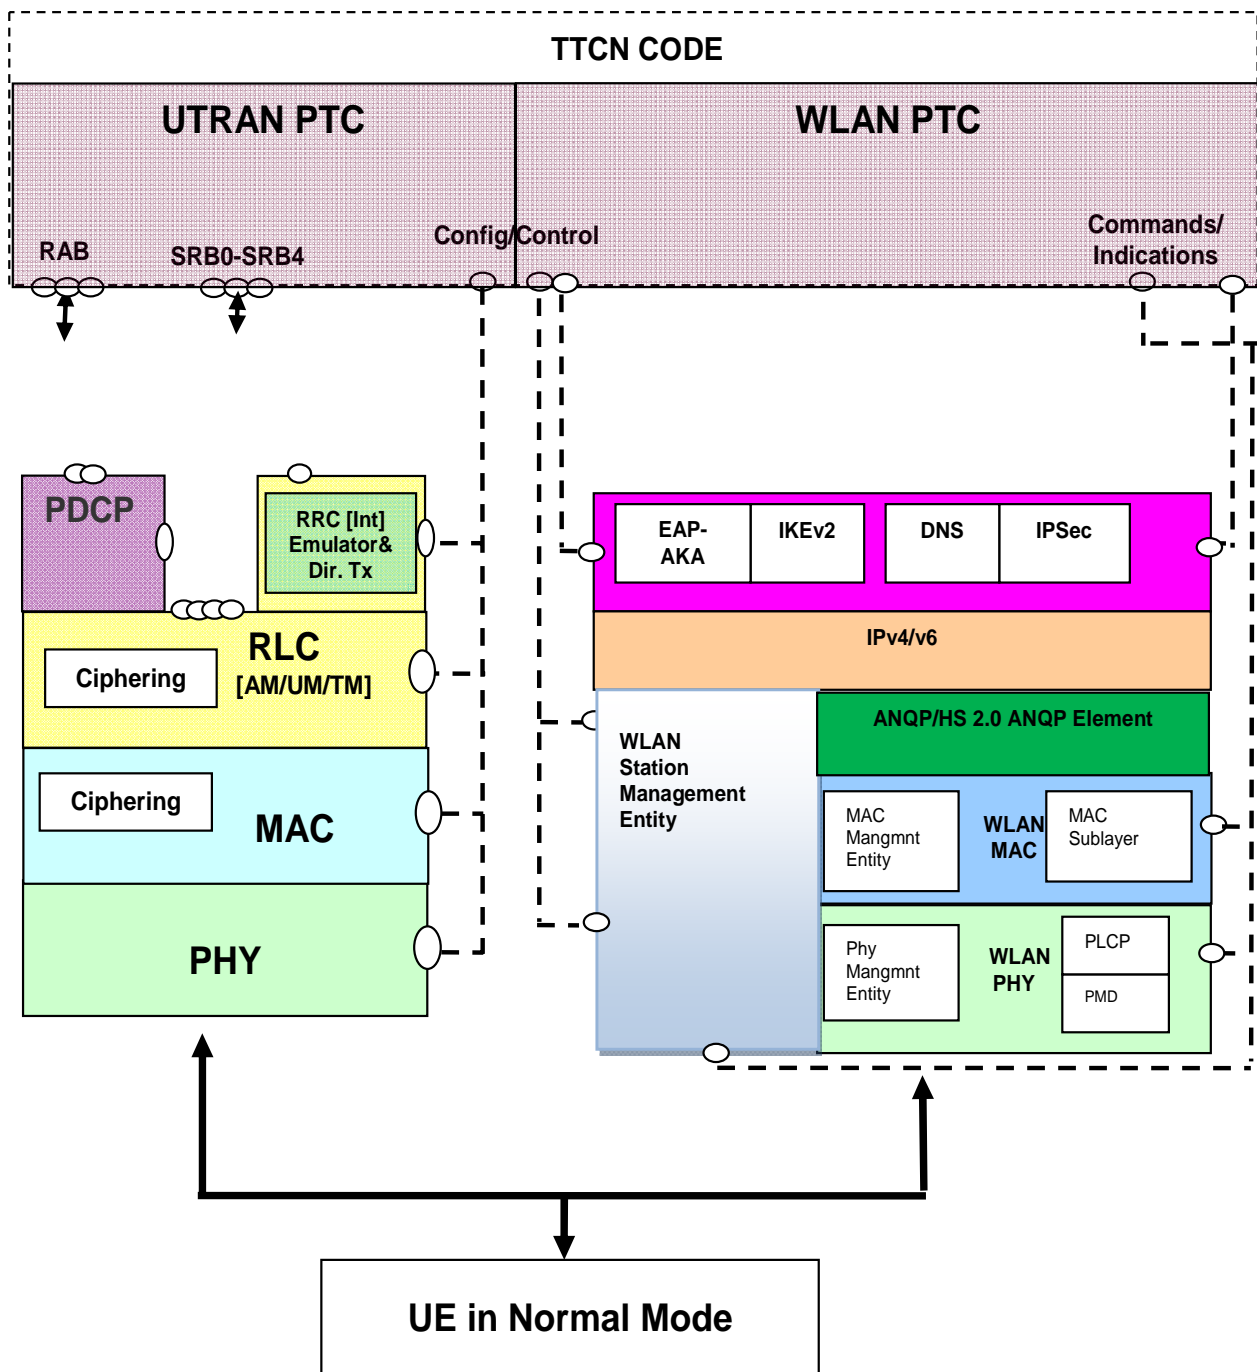 TTCN CODE
UTRAN PTC
WLAN PTC
RAB
SRB0-SRB4
Config/Control
Commands/
Indications
PDCP
RRC [Int]
Emulator&
Dir. Tx
RLC
[AM/UM/TM]
Ciphering
Ciphering
MAC
PHY
EAP-
AKA
IKEv2
DNS
IPSec
IPv4/v6
WLAN
Station
Management
Entity
ANQP/HS 2.0 ANQP Element
MAC
Mangmnt
Entity
WLAN
MAC
MAC
Sublayer
Phy
Mangmnt
Entity
WLAN
PHY
PLCP
PMD
UE in Normal Mode